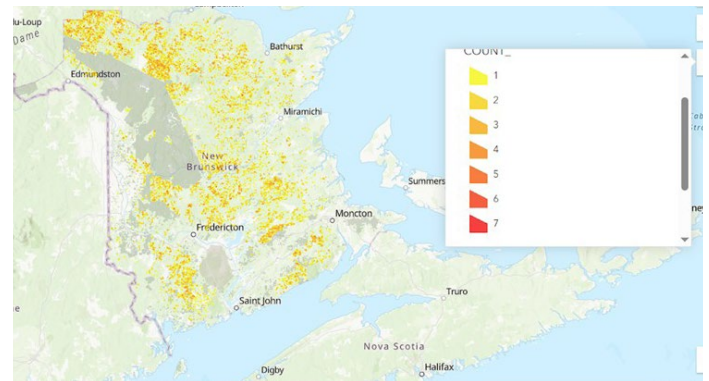 du-Loup
Dame
Bathurst
Edmundston
Miramichi
New
Brunswick
Summers
Moncton
Fredericton
Saint John
Truro
Nova Scotia
Digby
Halifax
COUNT_
1
2
3
4
5
6
7